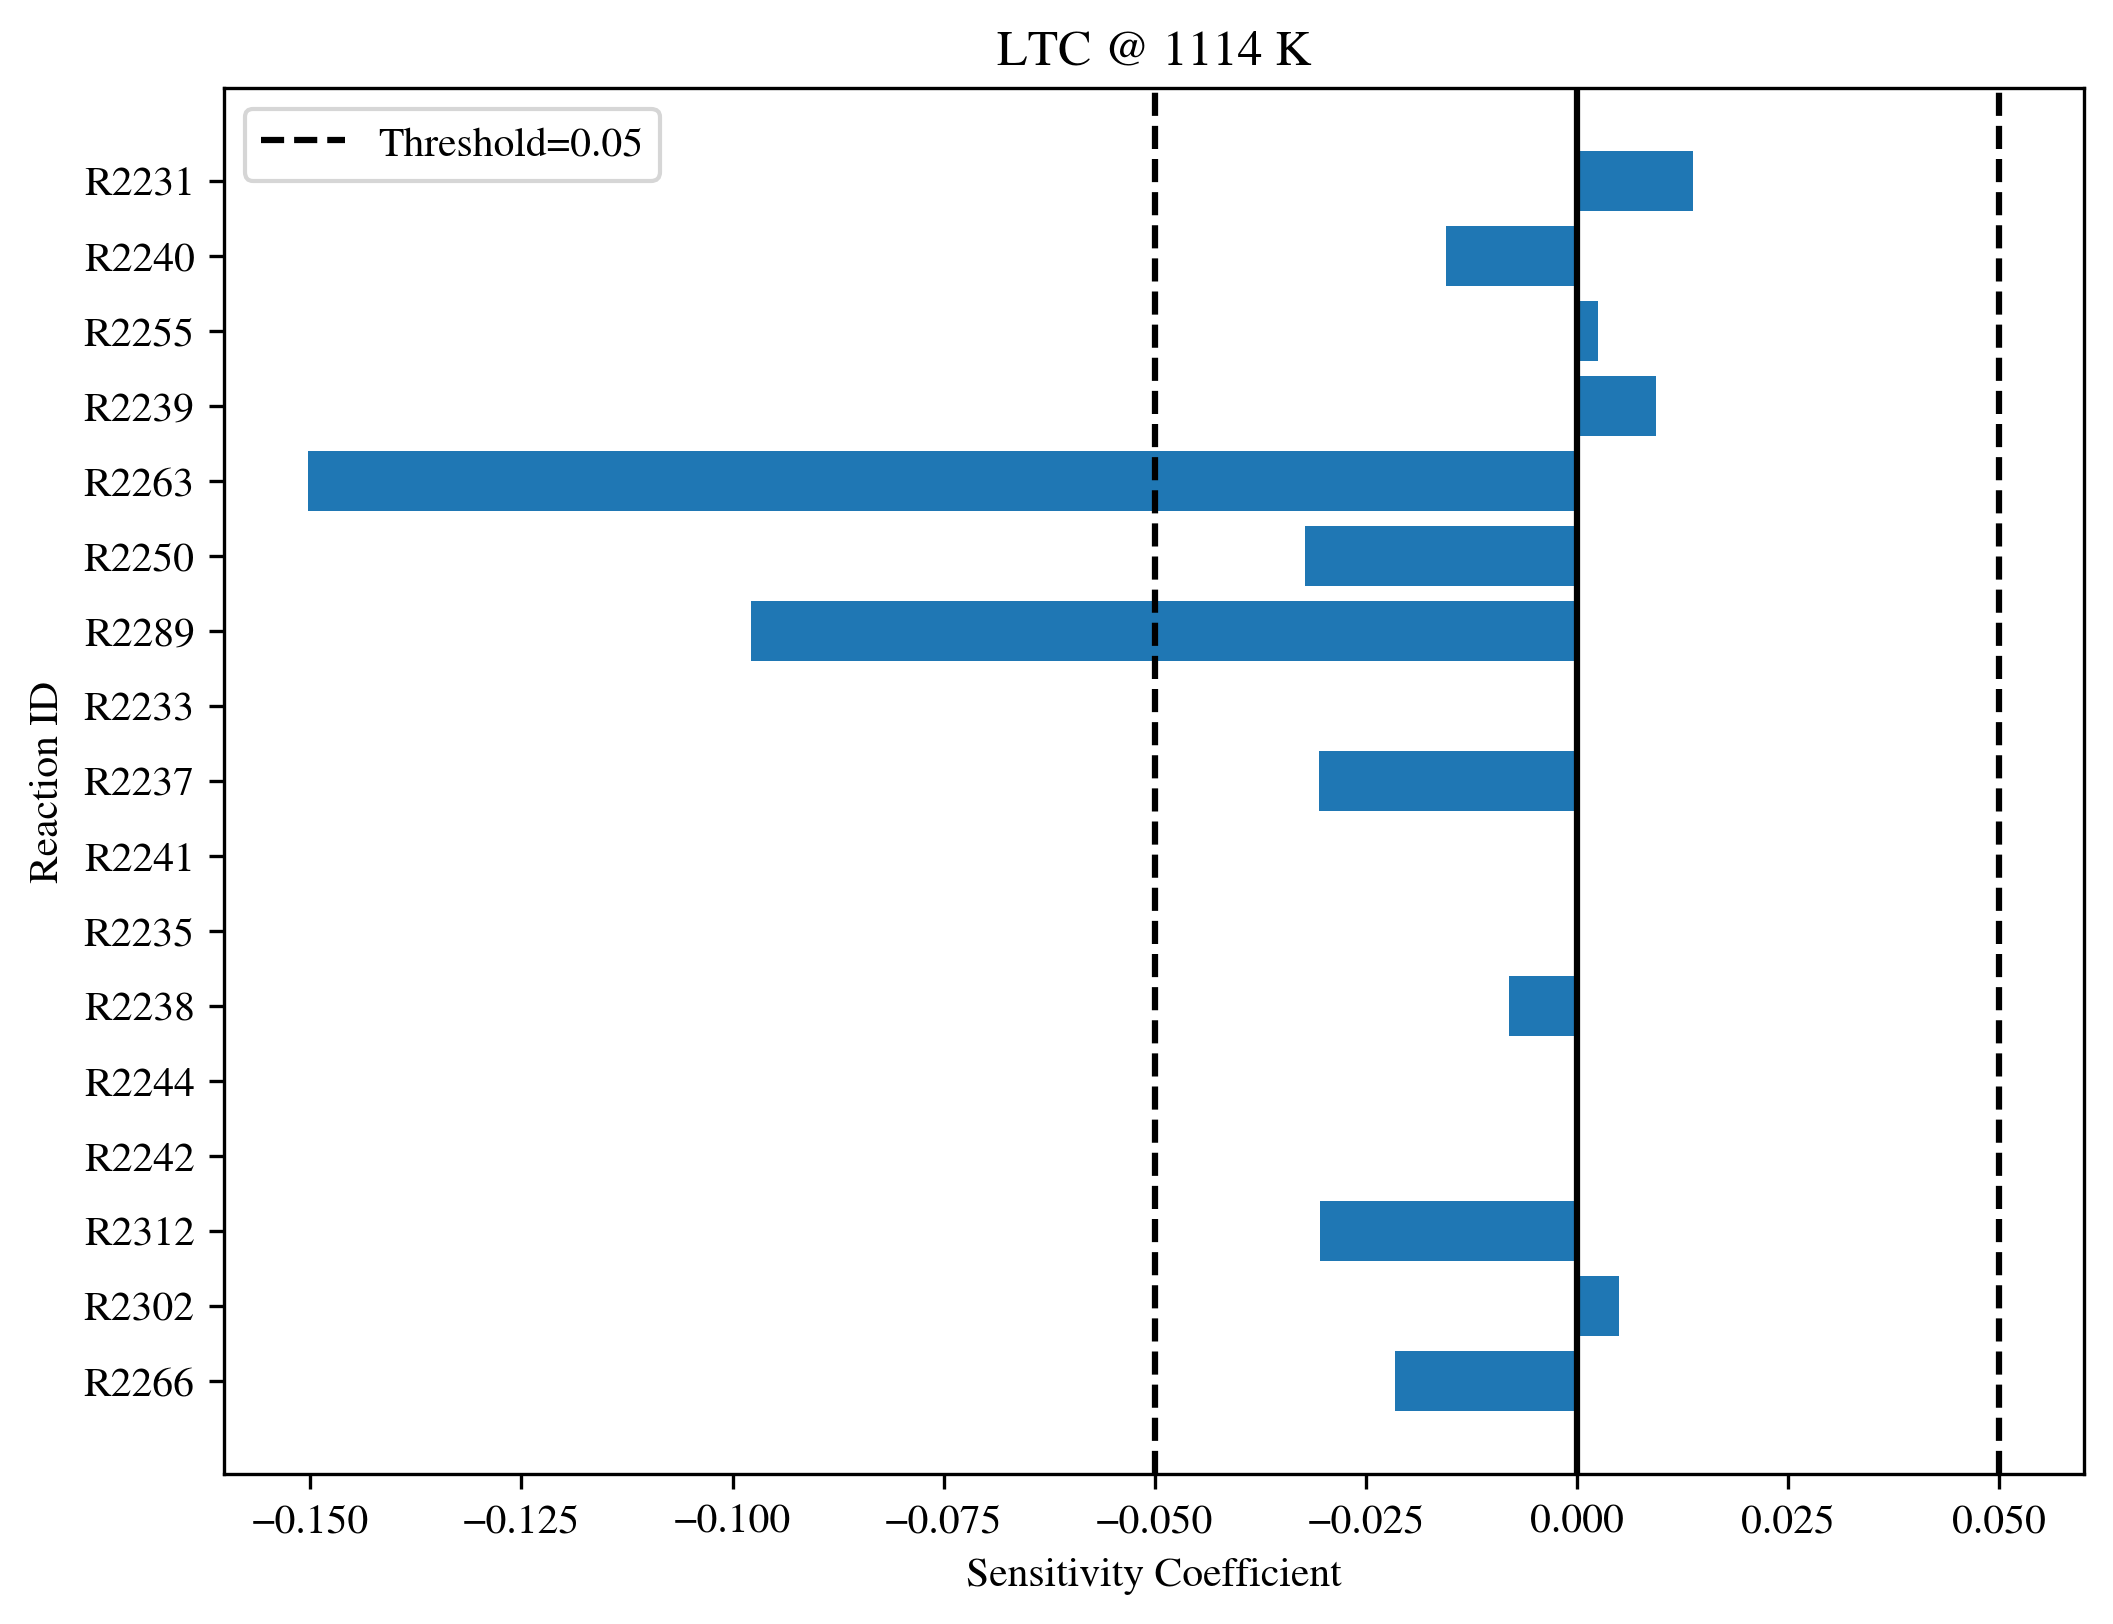 LTC @ 1114 K
Threshold=0.05
R2231
R2240
R2255
R2239
R2263
R2250
R2289
R2233
R2237
R2241
R2235
R2238
R2244
R2242
R2312
R2302
R2266
Reaction ID
−0.150 −0.125 −0.100 −0.075 −0.050 −0.025 0.000 0.025 0.050
Sensitivity Coefficient